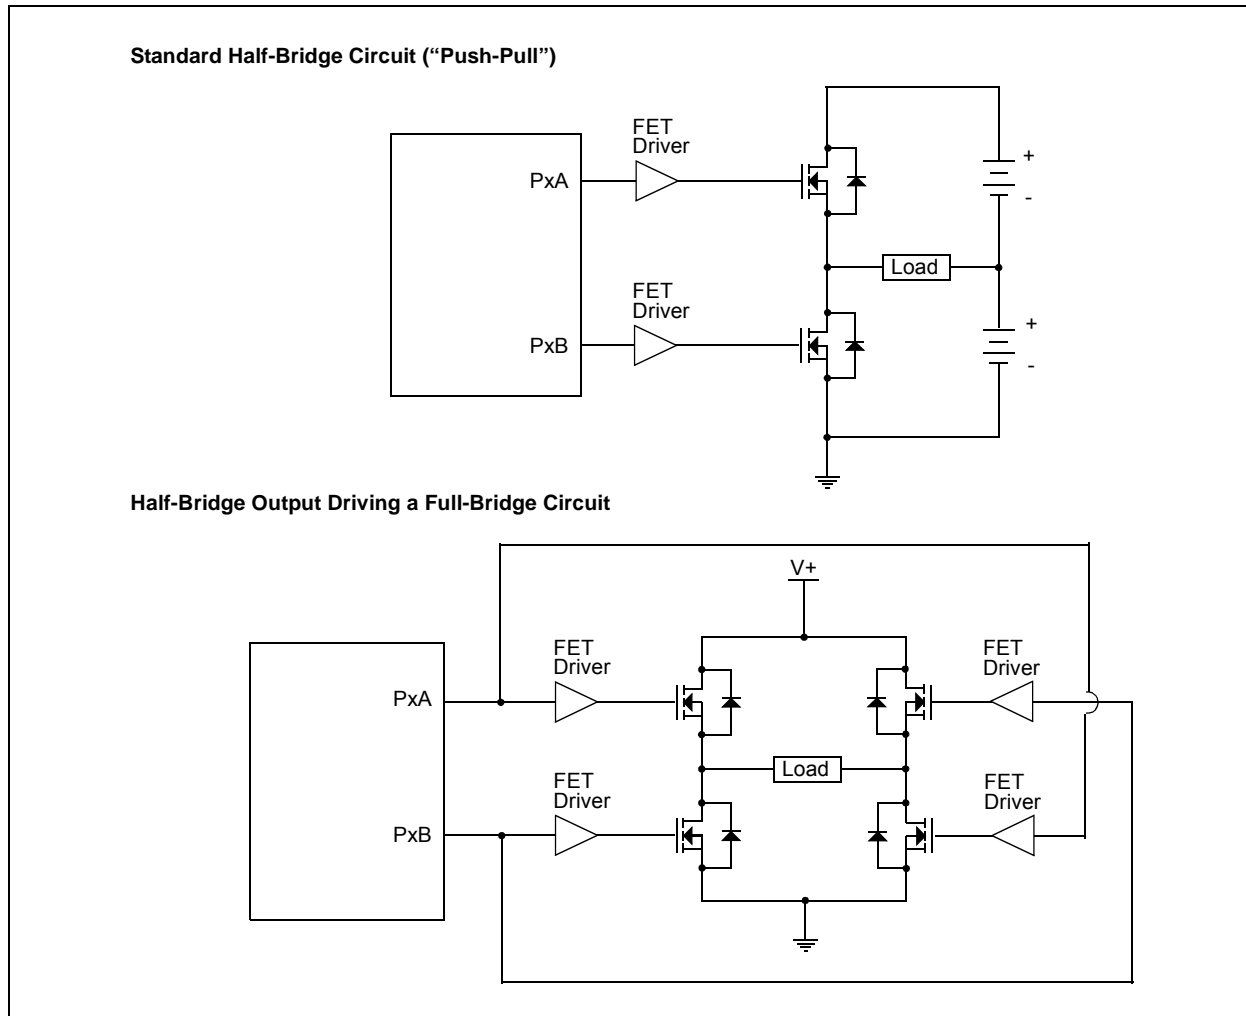 Standard Half-Bridge Circuit (“Push-Pull”)
FET
Driver
PxA
+
-
Load
FET
Driver
PxB
+
-
Half-Bridge Output Driving a Full-Bridge Circuit
V+
FET
Driver
FET
Driver
PxA
Load
FET
Driver
FET
Driver
PxB